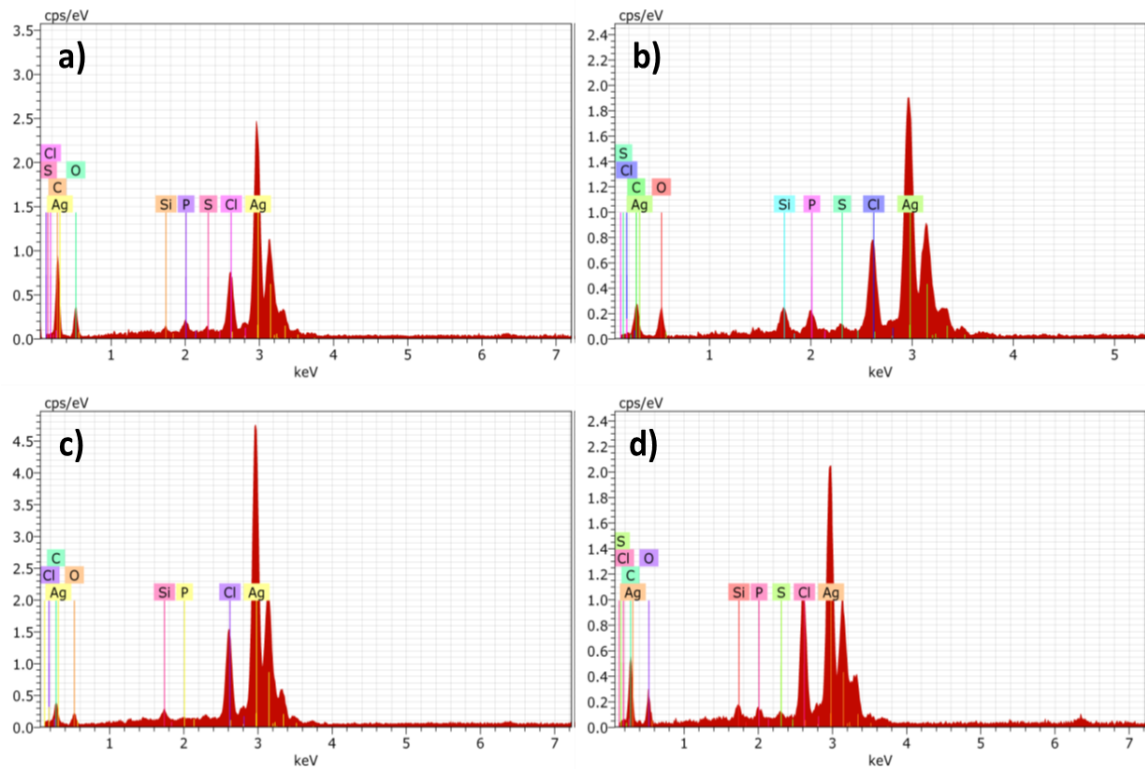 cps/eV
3.5
a)
3.0
2.5
Cl
2.0
S O
C
1.5
Ag Si P S Cl Ag
1.0
0.5
0.0
1 2 3 4 5 6 7
keV
cps/eV
2.4
b)
2.2
2.0
1.8
1.6
S
1.4
Cl
1.2
C O
Ag Si P S Cl Ag
1.0
0.8
0.6
0.4
0.2
0.0
1 2 3 4 5
keV
cps/eV
4.5
c)
4.0
3.5
3.0
C
2.5
Cl O
Ag Si P Cl Ag
2.0
1.5
1.0
0.5
0.0
1 2 3 4 5 6 7
keV
cps/eV
2.4
d)
2.2
2.0
1.8
1.6
S
1.4
Cl O
1.2
C
Ag Si P S Cl Ag
1.0
0.8
0.6
0.4
0.2
0.0
1 2 3 4 5 6 7
keV